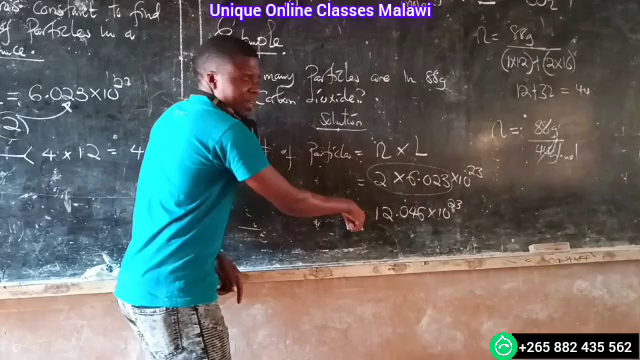 Unique Online Classes Malawi
Constant to find
of Particles in a
= 6.023×10²³
4 × 12 = 4
Example
many Particles are in 88g
Carbon dioxide?
Solution
of Particles = n × L
= 2 × 6.023×10²³
12.046×10²³
n = 88g
(1×12)+(2×16)
12+32 = 44
n = 88g
44g/mol
+265 882 435 562